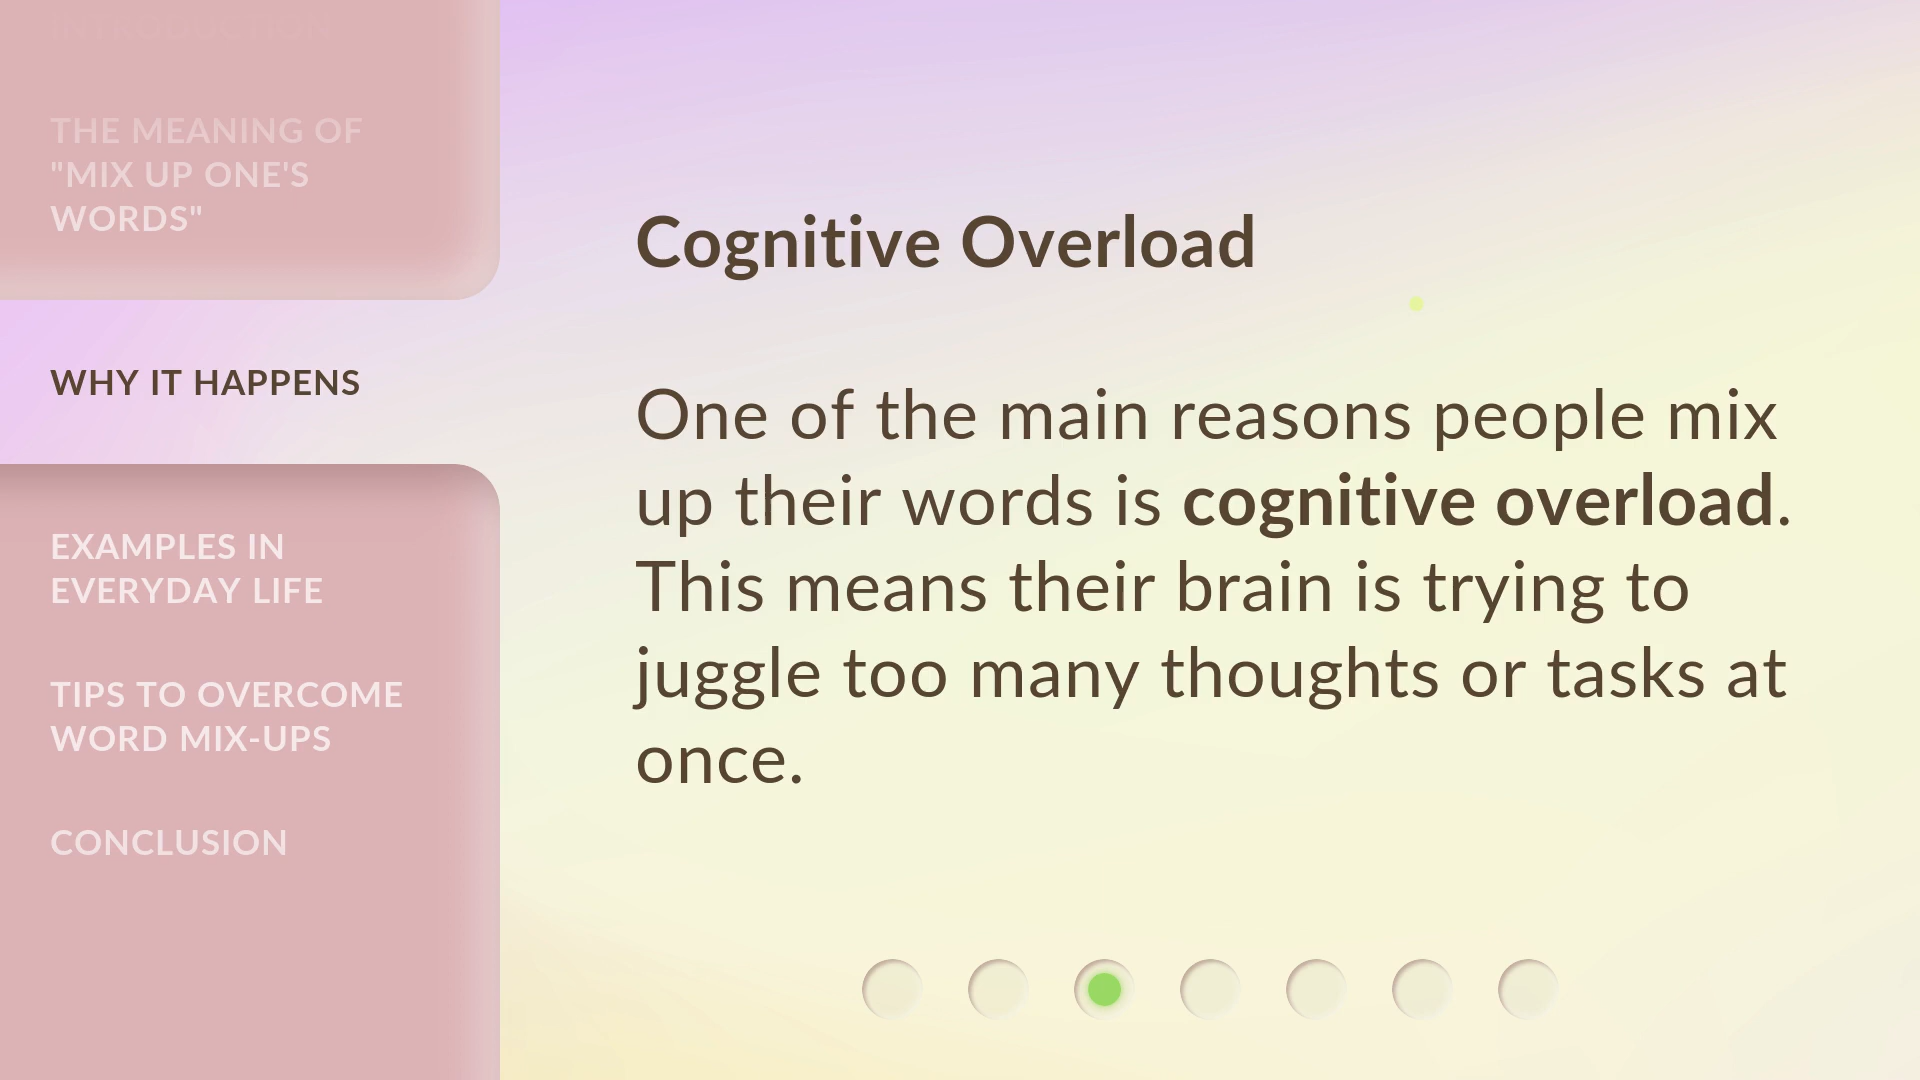 INTRODUCTION
THE MEANING OF
"MIX UP ONE'S
WORDS"
WHY IT HAPPENS
EXAMPLES IN
EVERYDAY LIFE
TIPS TO OVERCOME
WORD MIX-UPS
CONCLUSION
Cognitive Overload
One of the main reasons people mix
up their words is cognitive overload.
This means their brain is trying to
juggle too many thoughts or tasks at
once.